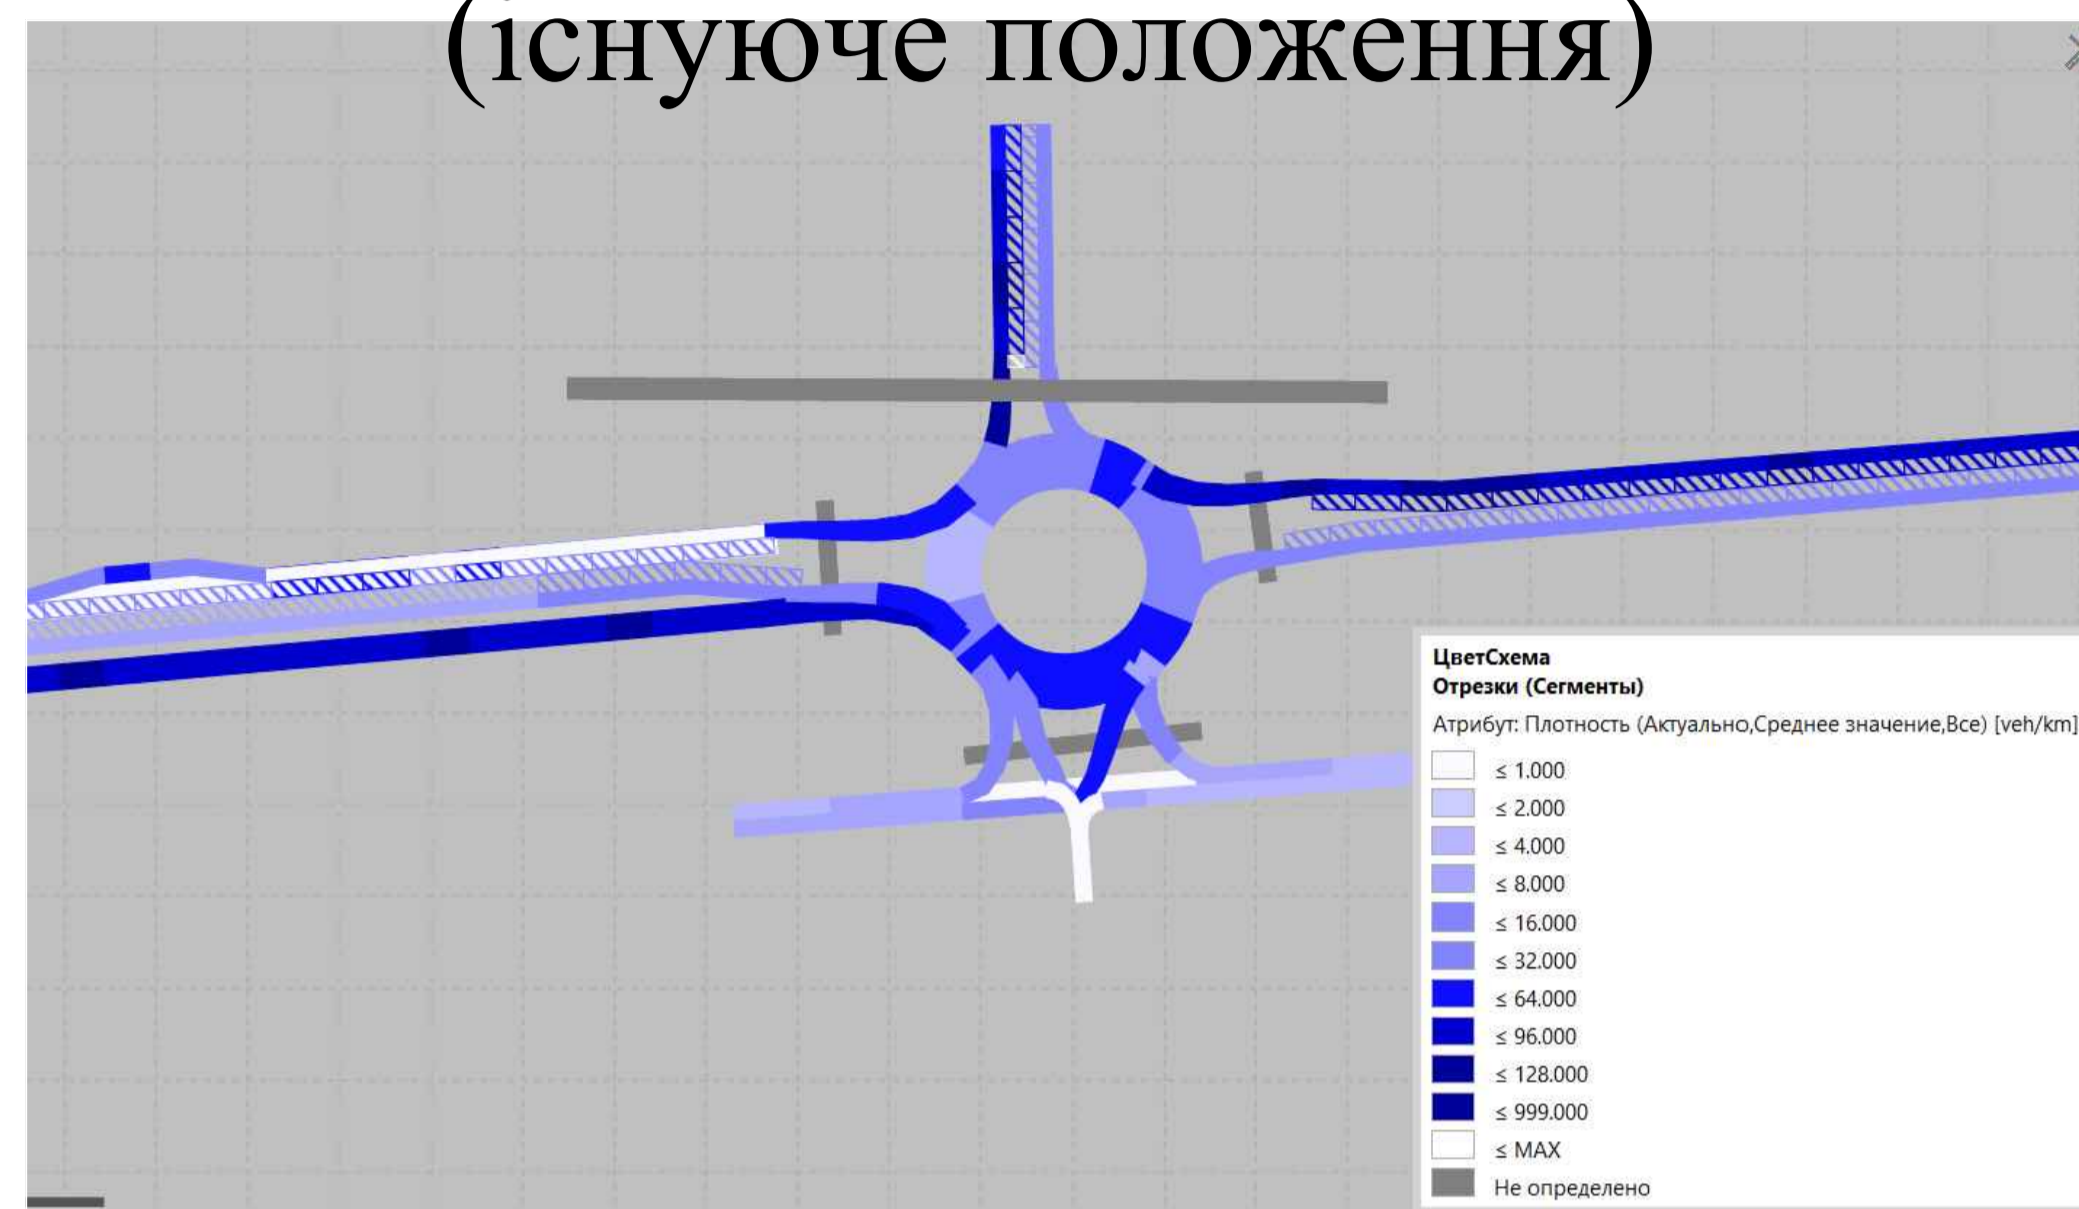 (існуюче положення)
ЦветСхема
Отрезки (Сегменты)
Атрибут: Плотность (Актуально,Среднее значение,Все) [veh/km]
≤ 1.000
≤ 2.000
≤ 4.000
≤ 8.000
≤ 16.000
≤ 32.000
≤ 64.000
≤ 96.000
≤ 128.000
≤ 999.000
≤ MAX
Не определено